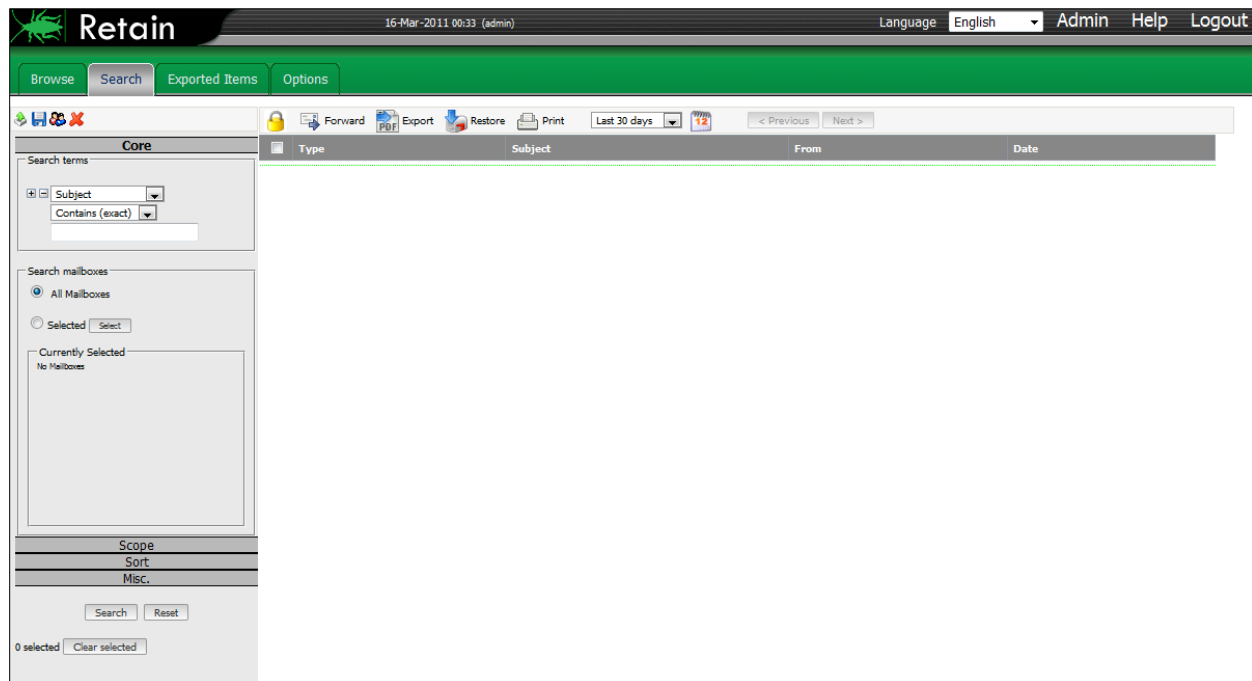 Retain
16-Mar-2011 00:33 (admin)
Language English Admin Help Logout
Browse Search Exported Items Options
Forward PDF Export Restore Print Last 30 days 12 < Previous Next >
Core
Type Subject From Date
Search terms
Subject
Contains (exact)
Search mailboxes
All Mailboxes
Selected Select
Currently Selected
No Mailboxes
Scope
Sort
Misc.
Search Reset
0 selected Clear selected